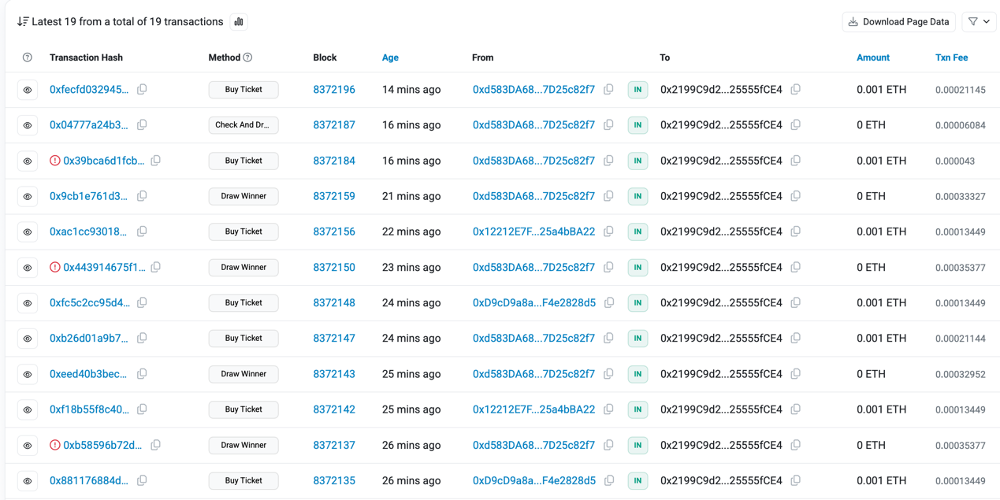 Latest 19 from a total of 19 transactions Download Page Data
Transaction Hash Method Block Age From To Amount Txn Fee
0xfecfd032945... Buy Ticket 8372196 14 mins ago 0xd583DA68...7D25c82f7 IN 0x2199C9d2...25555fCE4 0.001 ETH 0.00021145
0x04777a24b3... Check And Dr... 8372187 16 mins ago 0xd583DA68...7D25c82f7 IN 0x2199C9d2...25555fCE4 0 ETH 0.00006084
0x39bca6d1fcb... Buy Ticket 8372184 16 mins ago 0xd583DA68...7D25c82f7 IN 0x2199C9d2...25555fCE4 0.001 ETH 0.000043
0x9cb1e761d3... Draw Winner 8372159 21 mins ago 0xd583DA68...7D25c82f7 IN 0x2199C9d2...25555fCE4 0 ETH 0.00033327
0xac1cc93018... Buy Ticket 8372156 22 mins ago 0x12212E7F...25a4bBA22 IN 0x2199C9d2...25555fCE4 0.001 ETH 0.00013449
0x443914675f1... Draw Winner 8372150 23 mins ago 0xd583DA68...7D25c82f7 IN 0x2199C9d2...25555fCE4 0 ETH 0.00035377
0xfc5c2cc95d4... Buy Ticket 8372148 24 mins ago 0xD9cD9a8a...F4e2828d5 IN 0x2199C9d2...25555fCE4 0.001 ETH 0.00013449
0xb26d01a9b7... Buy Ticket 8372147 24 mins ago 0xd583DA68...7D25c82f7 IN 0x2199C9d2...25555fCE4 0.001 ETH 0.00021144
0xeed40b3bec... Draw Winner 8372143 25 mins ago 0xd583DA68...7D25c82f7 IN 0x2199C9d2...25555fCE4 0 ETH 0.00032952
0xf18b55f8c40... Buy Ticket 8372142 25 mins ago 0x12212E7F...25a4bBA22 IN 0x2199C9d2...25555fCE4 0.001 ETH 0.00013449
0xb58596b72d... Draw Winner 8372137 26 mins ago 0xd583DA68...7D25c82f7 IN 0x2199C9d2...25555fCE4 0 ETH 0.00035377
0x881176884d... Buy Ticket 8372135 26 mins ago 0xD9cD9a8a...F4e2828d5 IN 0x2199C9d2...25555fCE4 0.001 ETH 0.00013449